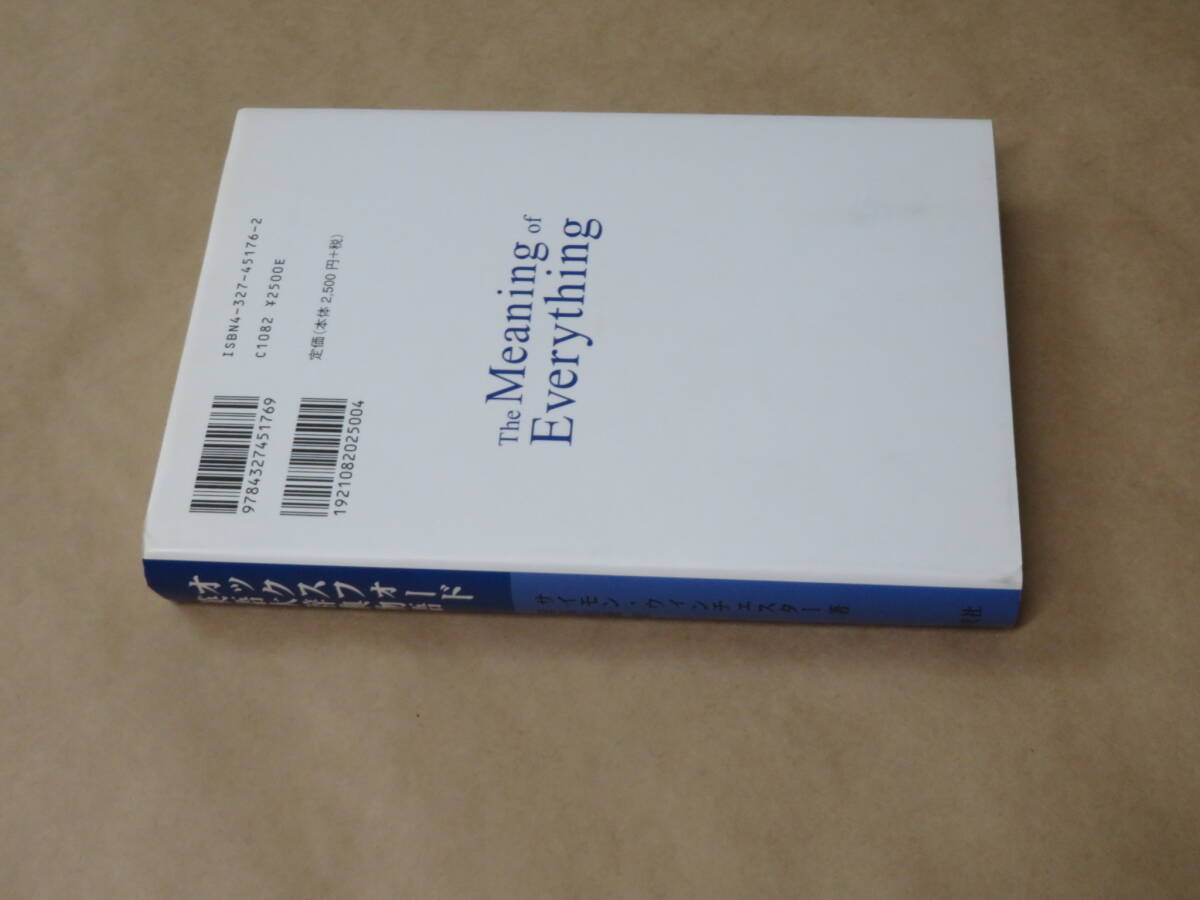 ISBN4-327-45176-2
C1082 ¥2500E
定価(本体2,500円+税)
9784327451769
1921082025004
The Meaning of
Everything
オックスフォード
サイモン・ウィンチェスター 著